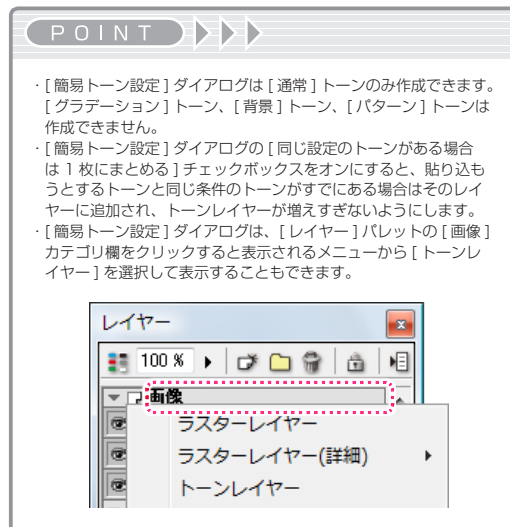 POINT
・[ 簡易トーン設定 ] ダイアログは [ 通常 ] トーンのみ作成できます。
[ グラデーション ] トーン、[ 背景 ] トーン、[ パターン ] トーンは
作成できません。
・[ 簡易トーン設定 ] ダイアログの [ 同じ設定のトーンがある場合
は 1 枚にまとめる ] チェックボックスをオンにすると、貼り込も
うとするトーンと同じ条件のトーンがすでにある場合はそのレイ
ヤーに追加され、トーンレイヤーが増えすぎないようにします。
・[ 簡易トーン設定 ] ダイアログは、[ レイヤー ] パレットの [ 画像 ]
カテゴリ欄をクリックすると表示されるメニューから [ トーンレ
イヤー ] を選択して表示することもできます。
レイヤー
100 %
画像
ラスターレイヤー
ラスターレイヤー(詳細)
トーンレイヤー